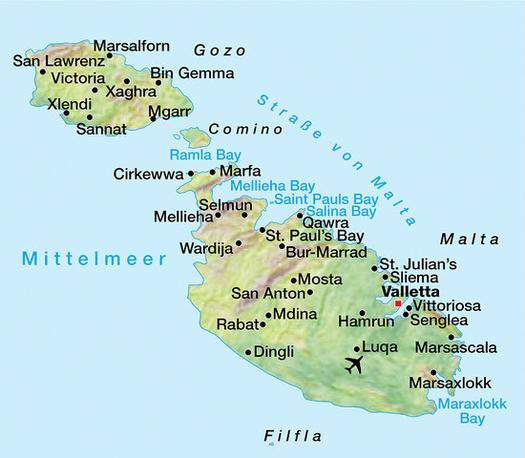 Marsalforn
Gozo
San Lawrenz
Victoria
Bin Gemma
Xaghra
Xlendi
Mgarr
Sannat
Comino
Straße von Malta
Ramla Bay
Cirkewwa
Marfa
Mellieha Bay
Selmun
Saint Pauls Bay
Salina Bay
Mellieha
Qawra
St. Paul's Bay
Malta
Wardija
Bur-Marrad
Mittelmeer
St. Julian's
Sliema
Mosta
San Anton
Valletta
Vittoriosa
Mdina
Hamrun
Senglea
Rabat
Luqa
Marsascala
Dingli
Marsaxlokk
Maraxlokk
Bay
Filfla